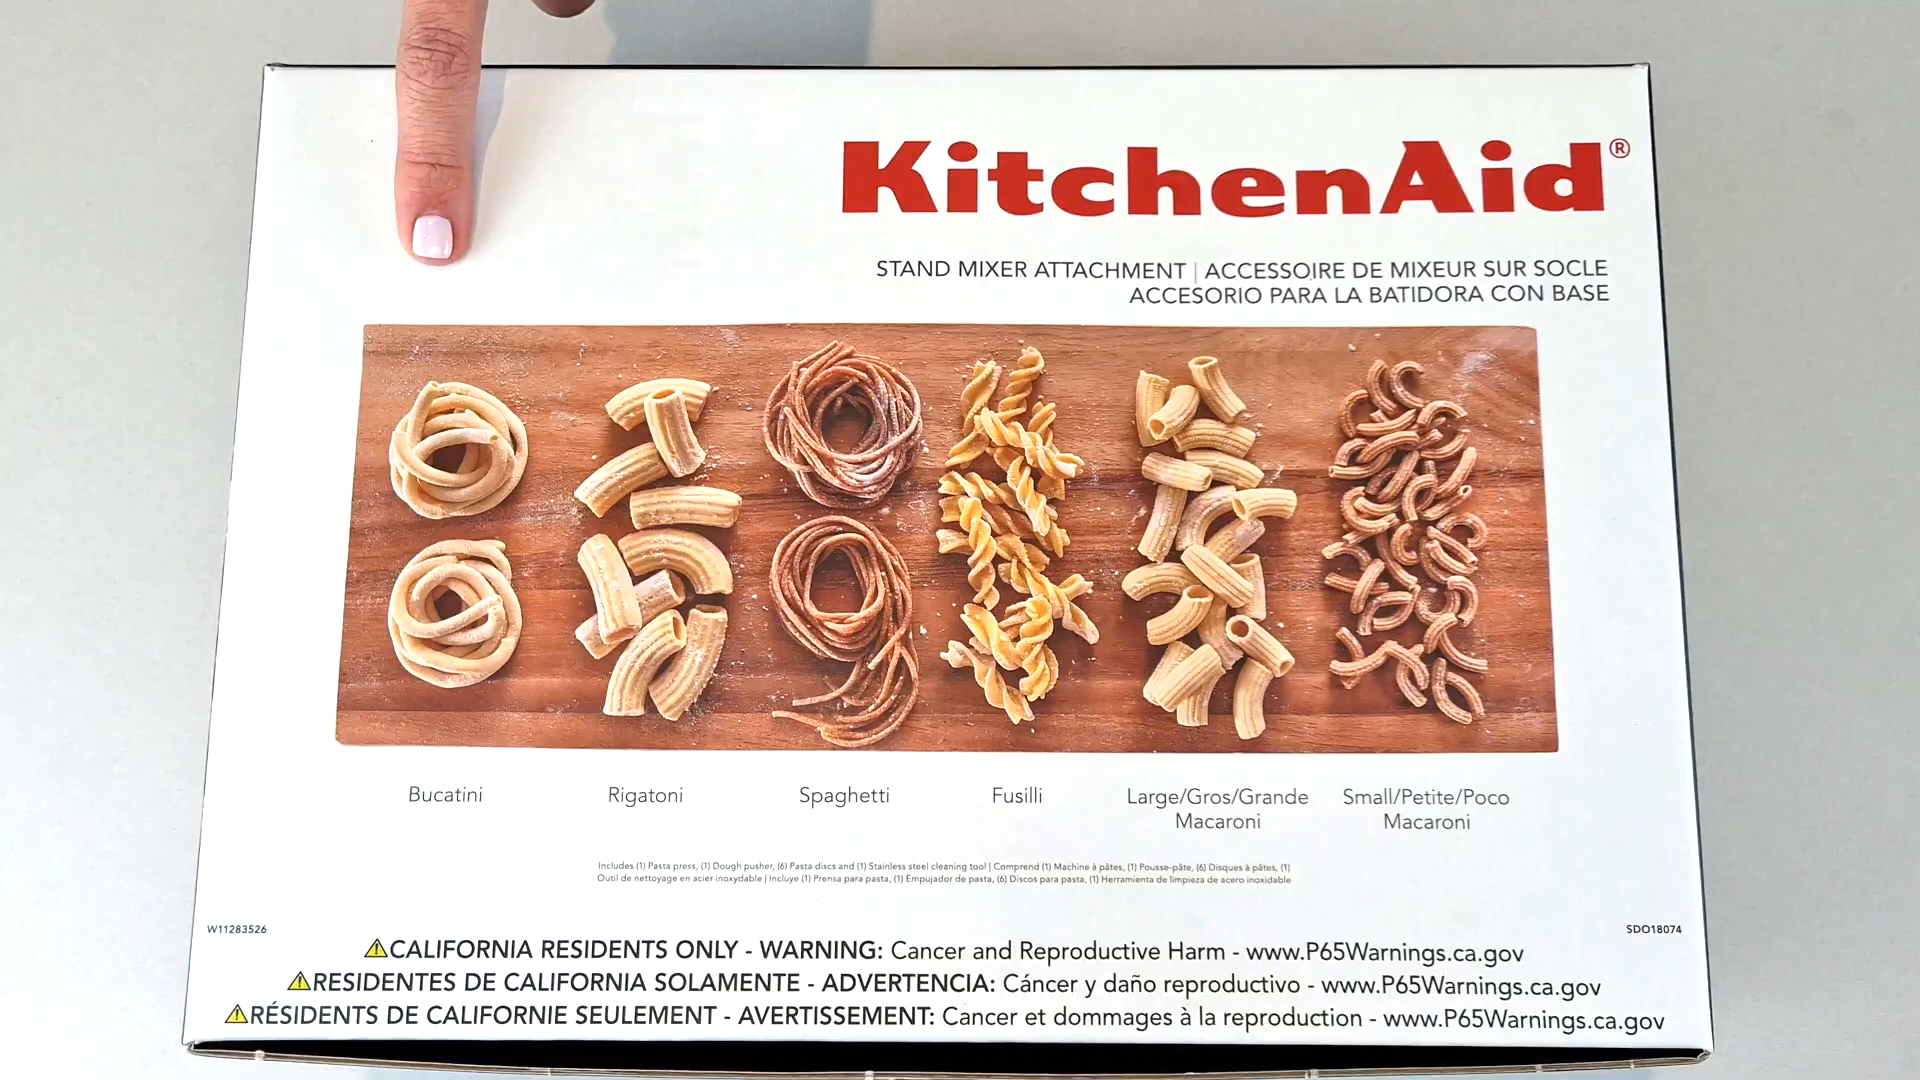 KitchenAid®
STAND MIXER ATTACHMENT | ACCESSOIRE DE MIXEUR SUR SOCLE
ACCESORIO PARA LA BATIDORA CON BASE
Bucatini
Rigatoni
Spaghetti
Fusilli
Large/Gros/Grande
Macaroni
Small/Petite/Poco
Macaroni
Includes (1) Pasta press, (1) Dough pusher, (6) Pasta discs and (1) Stainless steel cleaning tool | Comprend (1) Machine à pâtes, (1) Pousse-pâte, (6) Disques à pâtes, (1)
Outil de nettoyage en acier inoxydable | Incluye (1) Prensa para pasta, (1) Empujador de pasta, (6) Discos para pasta, (1) Herramienta de limpieza de acero inoxidable
W11283526
SDO18074
⚠CALIFORNIA RESIDENTS ONLY - WARNING: Cancer and Reproductive Harm - www.P65Warnings.ca.gov
⚠RESIDENTES DE CALIFORNIA SOLAMENTE - ADVERTENCIA: Cáncer y daño reproductivo - www.P65Warnings.ca.gov
⚠RÉSIDENTS DE CALIFORNIE SEULEMENT - AVERTISSEMENT: Cancer et dommages à la reproduction - www.P65Warnings.ca.gov